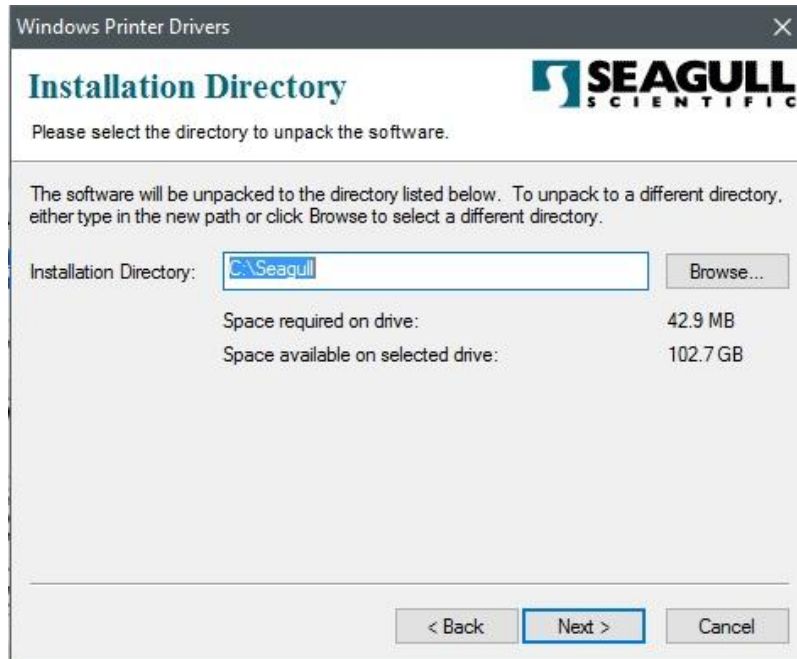 Windows Printer Drivers
Installation Directory
SEAGULL
SCIENTIFIC
Please select the directory to unpack the software.
The software will be unpacked to the directory listed below. To unpack to a different directory,
either type in the new path or click Browse to select a different directory.
Installation Directory: C:\Seagull Browse...
Space required on drive: 42.9 MB
Space available on selected drive: 102.7 GB
< Back Next > Cancel